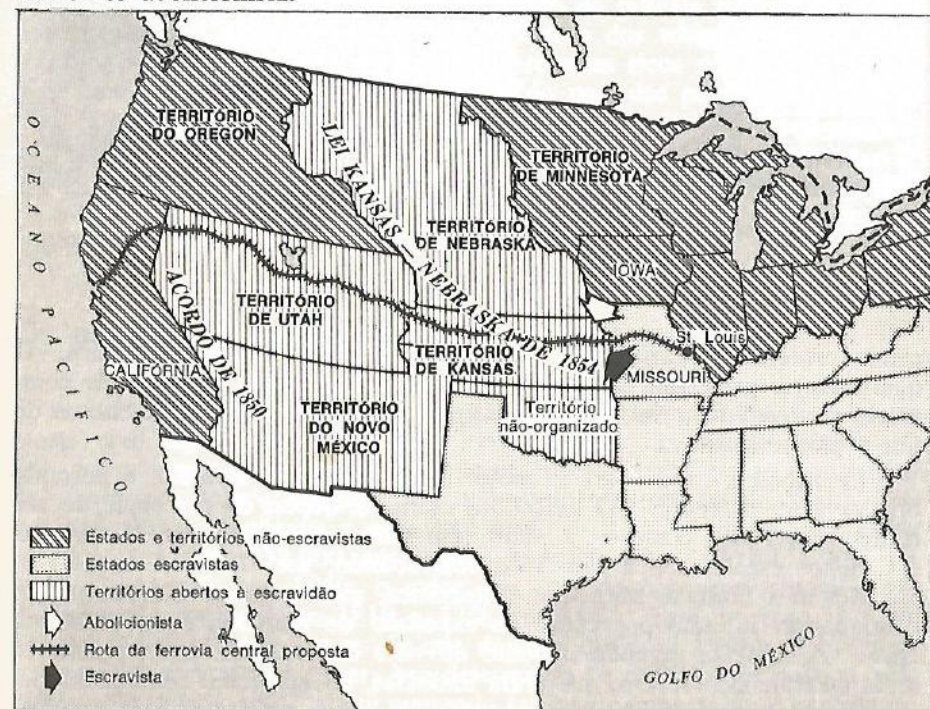 OCEANO PACÍFICO
TERRITÓRIO
DO OREGON
LEI KANSAS – NEBRASKA DE 1854
TERRITÓRIO
DE MINNESOTA
TERRITÓRIO
DE NEBRASKA
IOWA
ACORDO DE 1850
TERRITÓRIO
DE UTAH
St. Louis
TERRITÓRIO
DE KANSAS
CALIFÓRNIA
MISSOURI
TERRITÓRIO
DO NOVO
MÉXICO
Território
não-organizado
Estados e territórios não-escravistas
Estados escravistas
Territórios abertos à escravidão
Abolicionista
Rota da ferrovia central proposta
Escravista
GOLFO DO MÉXICO